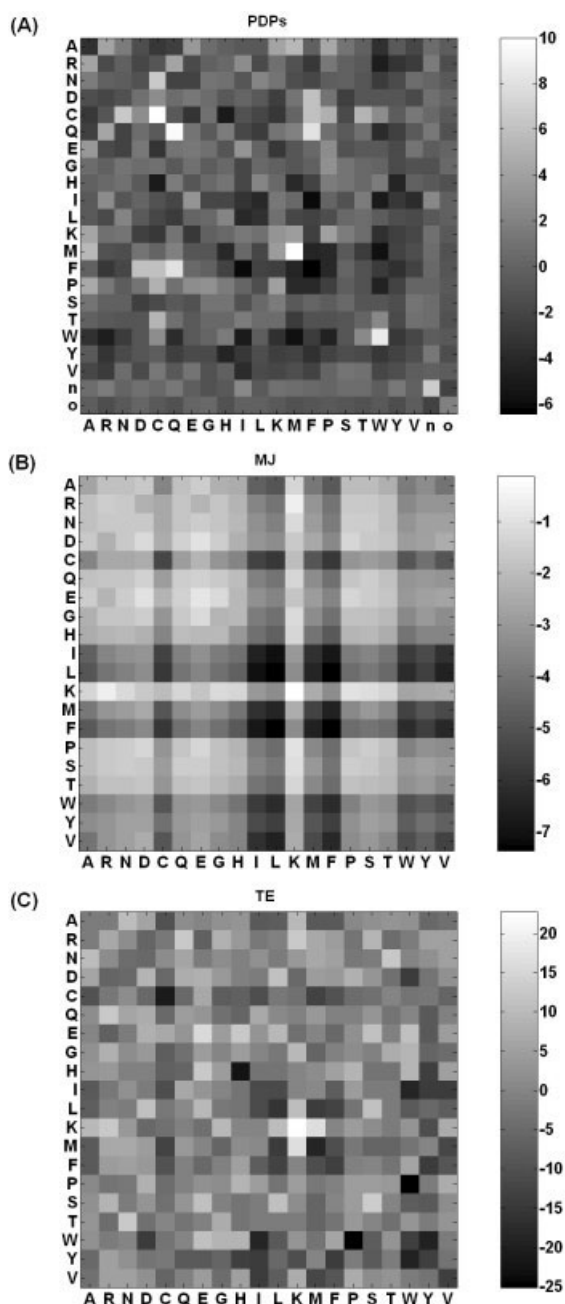 (A)
PDPs
A
R
N
D
C
Q
E
G
H
I
L
K
M
F
P
S
T
W
Y
V
n
o
A R N D C Q E G H I L K M F P S T W Y V n o
10
8
6
4
2
0
-2
-4
-6
(B)
MJ
A
R
N
D
C
Q
E
G
H
I
L
K
M
F
P
S
T
W
Y
V
A R N D C Q E G H I L K M F P S T W Y V
-1
-2
-3
-4
-5
-6
-7
(C)
TE
A
R
N
D
C
Q
E
G
H
I
L
K
M
F
P
S
T
W
Y
V
A R N D C Q E G H I L K M F P S T W Y V
20
15
10
5
0
-5
-10
-15
-20
-25